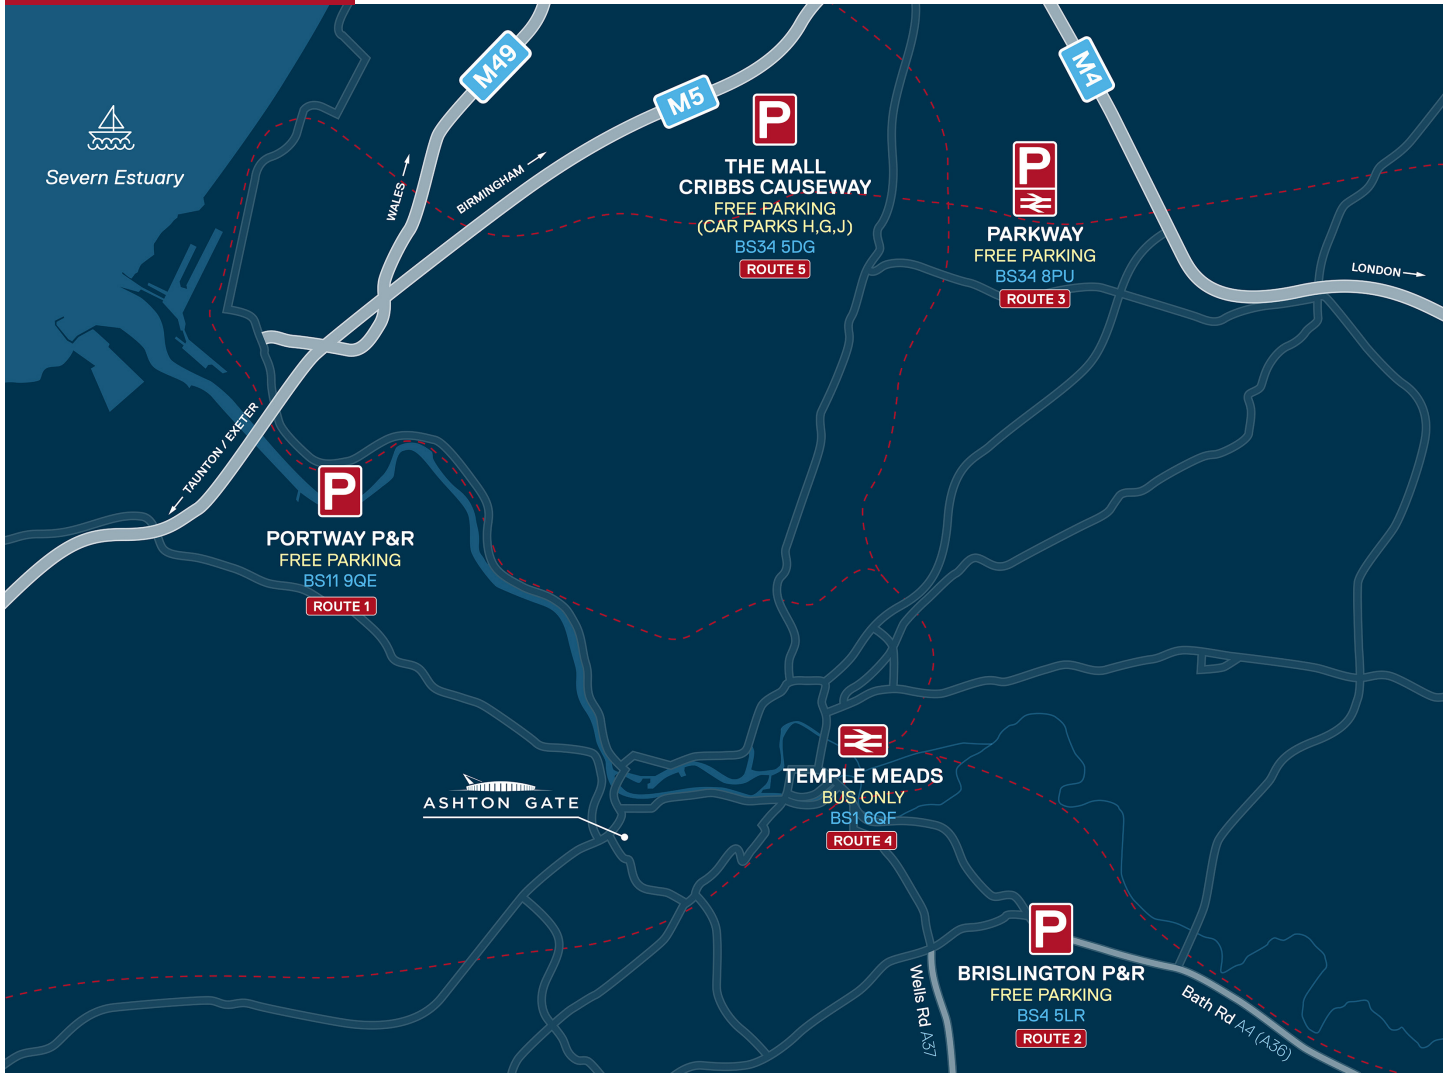 M49
M5
M4
P
THE MALL
CRIBBS CAUSEWAY
FREE PARKING
(CAR PARKS H,G,J)
BS34 5DG
ROUTE 5
P
PARKWAY
FREE PARKING
BS34 8PU
ROUTE 3
Severn Estuary
WALES
BIRMINGHAM
LONDON
TAUNTON / EXETER
P
PORTWAY P&R
FREE PARKING
BS11 9QE
ROUTE 1
ASHTON GATE
TEMPLE MEADS
BUS ONLY
BS1 6QF
ROUTE 4
P
BRISLINGTON P&R
FREE PARKING
BS4 5LR
ROUTE 2
Wells Rd A37
Bath Rd A4 (A36)